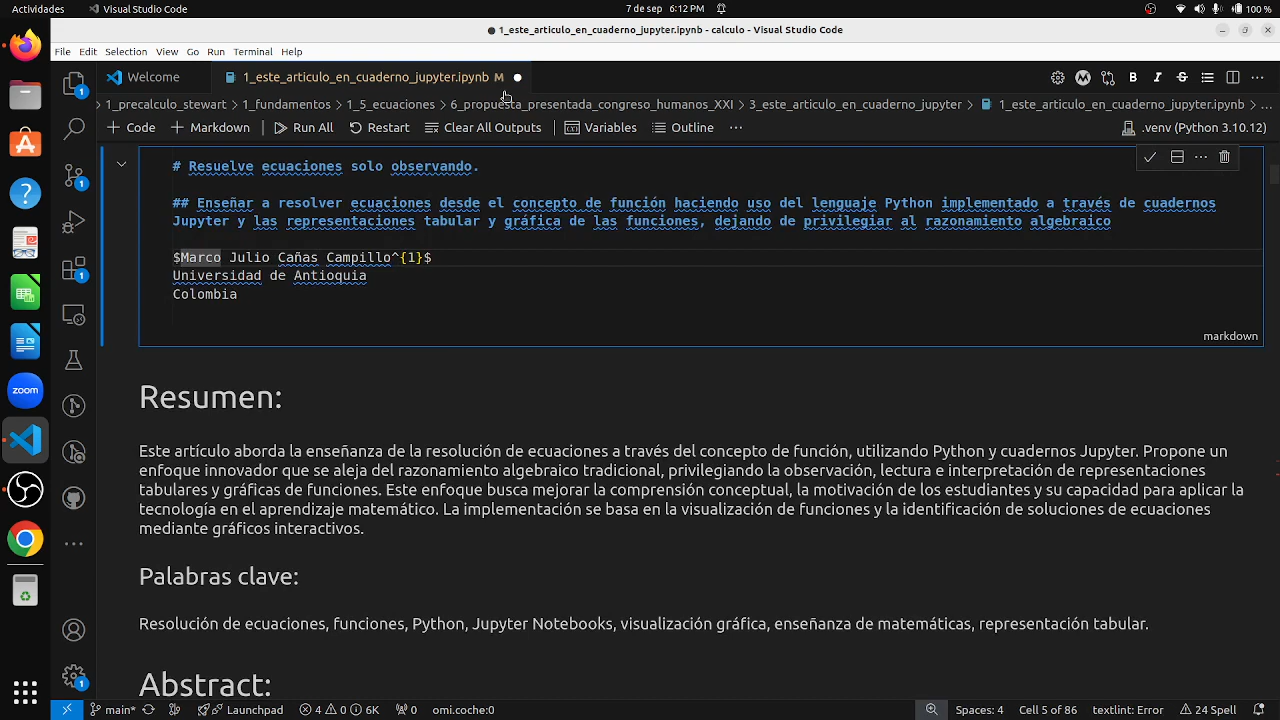 Actividades
Visual Studio Code
7 de sep 6:12 PM
100 %
1_este_articulo_en_cuaderno_jupyter.ipynb - calculo - Visual Studio Code
File Edit Selection View Go Run Terminal Help
Welcome
1_este_articulo_en_cuaderno_jupyter.ipynb M
1_precalculo_stewart > 1_fundamentos > 1_5_ecuaciones > 6_propuesta_presentada_congreso_humanos_XXI > 3_este_articulo_en_cuaderno_jupyter > 1_este_articulo_en_cuaderno_jupyter.ipynb > ...
+ Code + Markdown Run All Restart Clear All Outputs Variables Outline ... .venv (Python 3.10.12)
# Resuelve ecuaciones solo observando.
## Enseñar a resolver ecuaciones desde el concepto de función haciendo uso del lenguaje Python implementado a través de cuadernos
Jupyter y las representaciones tabular y gráfica de las funciones, dejando de privilegiar al razonamiento algebraico
$Marco Julio Cañas Campillo^{1}$
Universidad de Antioquia
Colombia
markdown
Resumen:
Este artículo aborda la enseñanza de la resolución de ecuaciones a través del concepto de función, utilizando Python y cuadernos Jupyter. Propone un
enfoque innovador que se aleja del razonamiento algebraico tradicional, privilegiando la observación, lectura e interpretación de representaciones
tabulares y gráficas de funciones. Este enfoque busca mejorar la comprensión conceptual, la motivación de los estudiantes y su capacidad para aplicar la
tecnología en el aprendizaje matemático. La implementación se basa en la visualización de funciones y la identificación de soluciones de ecuaciones
mediante gráficos interactivos.
Palabras clave:
Resolución de ecuaciones, funciones, Python, Jupyter Notebooks, visualización gráfica, enseñanza de matemáticas, representación tabular.
Abstract:
zoom
1
1
1
1
main* Launchpad 4 0 6K 0 omi.coche:0 Spaces: 4 Cell 5 of 86 textlint: Error 24 Spell